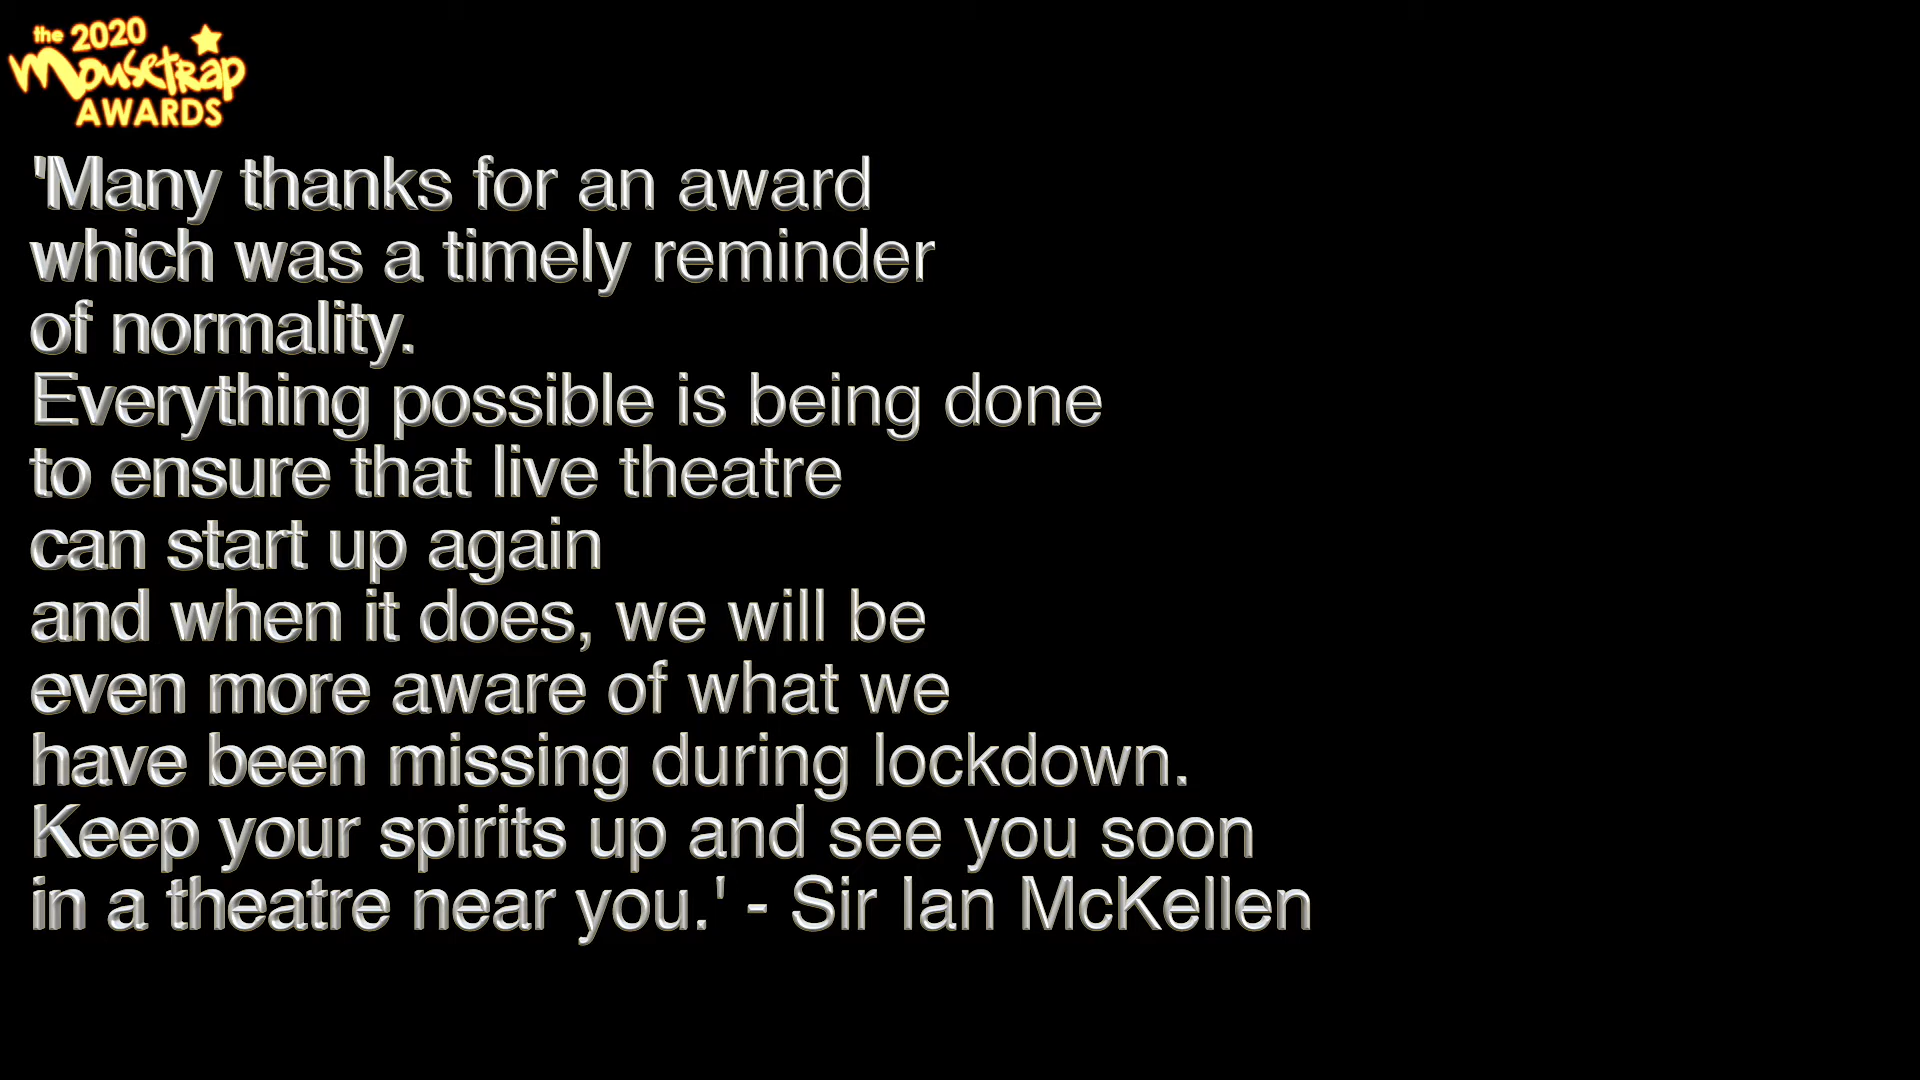 the 2020
Mousetrap
AWARDS
'Many thanks for an award
which was a timely reminder
of normality.
Everything possible is being done
to ensure that live theatre
can start up again
and when it does, we will be
even more aware of what we
have been missing during lockdown.
Keep your spirits up and see you soon
in a theatre near you.' - Sir Ian McKellen